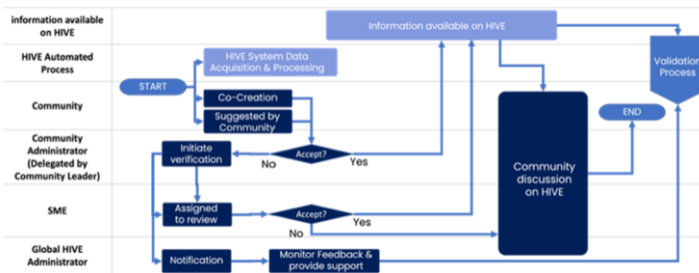 information available
on HIVE
Information available on HIVE
HIVE Automated
Process
HIVE System Data
Acquisition & Processing
Validation
Process
START
Community
Co-Creation
Suggested by
Community
END
Community
Administrator
(Delegated by
Community Leader)
Initiate
verification
No
Accept?
Yes
Community
discussion
on HIVE
SME
Assigned
to review
Accept?
Yes
No
Global HIVE
Administrator
Notification
Monitor Feedback &
provide support